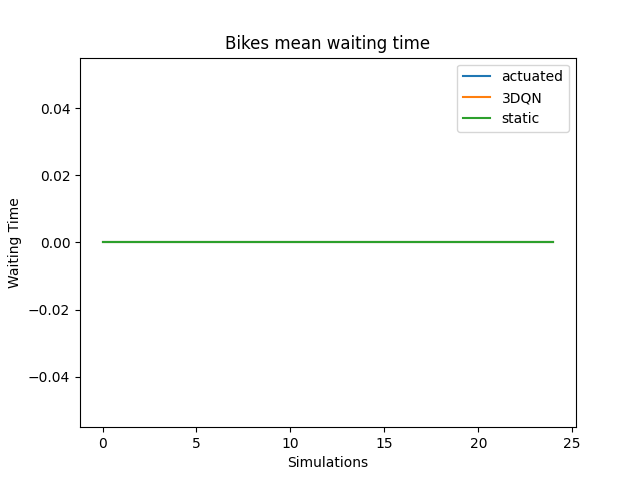 Bikes mean waiting time
actuated
3DQN
static
0.04
0.02
0.00
−0.02
−0.04
Waiting Time
0
5
10
15
20
25
Simulations